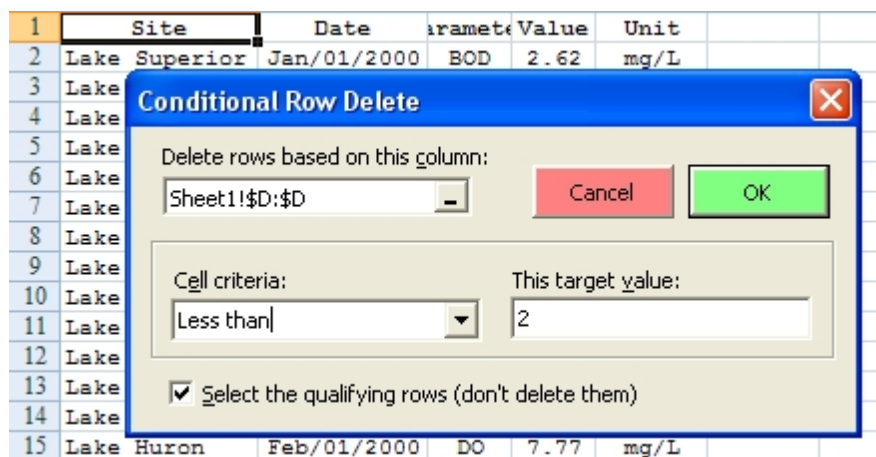 1 Site Date aramete Value Unit
2 Lake Superior Jan/01/2000 BOD 2.62 mg/L
3 Lake
Conditional Row Delete
4 Lake
5 Lake
Delete rows based on this column:
6 Lake
Sheet1!$D:$D
Cancel OK
7 Lake
8 Lake
9 Lake
Cell criteria: This target value:
10 Lake
11 Lake
Less than 2
12 Lake
13 Lake
Select the qualifying rows (don't delete them)
14 Lake
15 Lake Huron Feb/01/2000 DO 7.77 mg/L